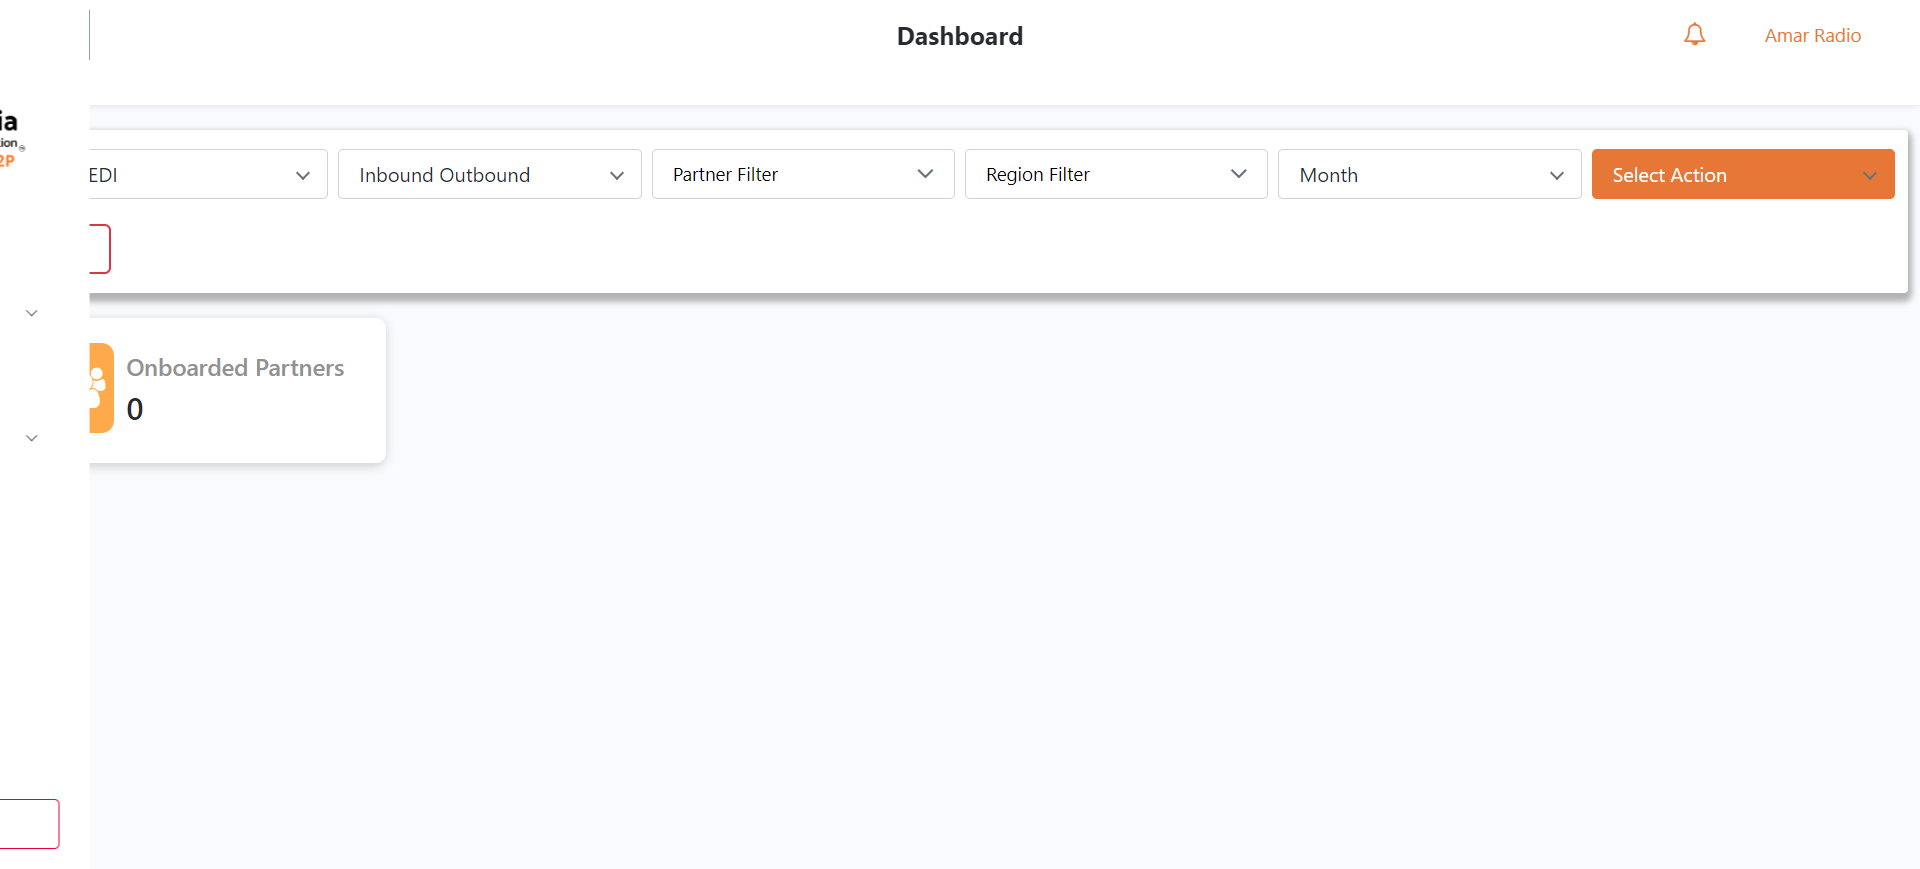 Dashboard
Amar Radio
ia
ion
2P
EDI
Inbound Outbound
Partner Filter
Region Filter
Month
Select Action
Onboarded Partners
0